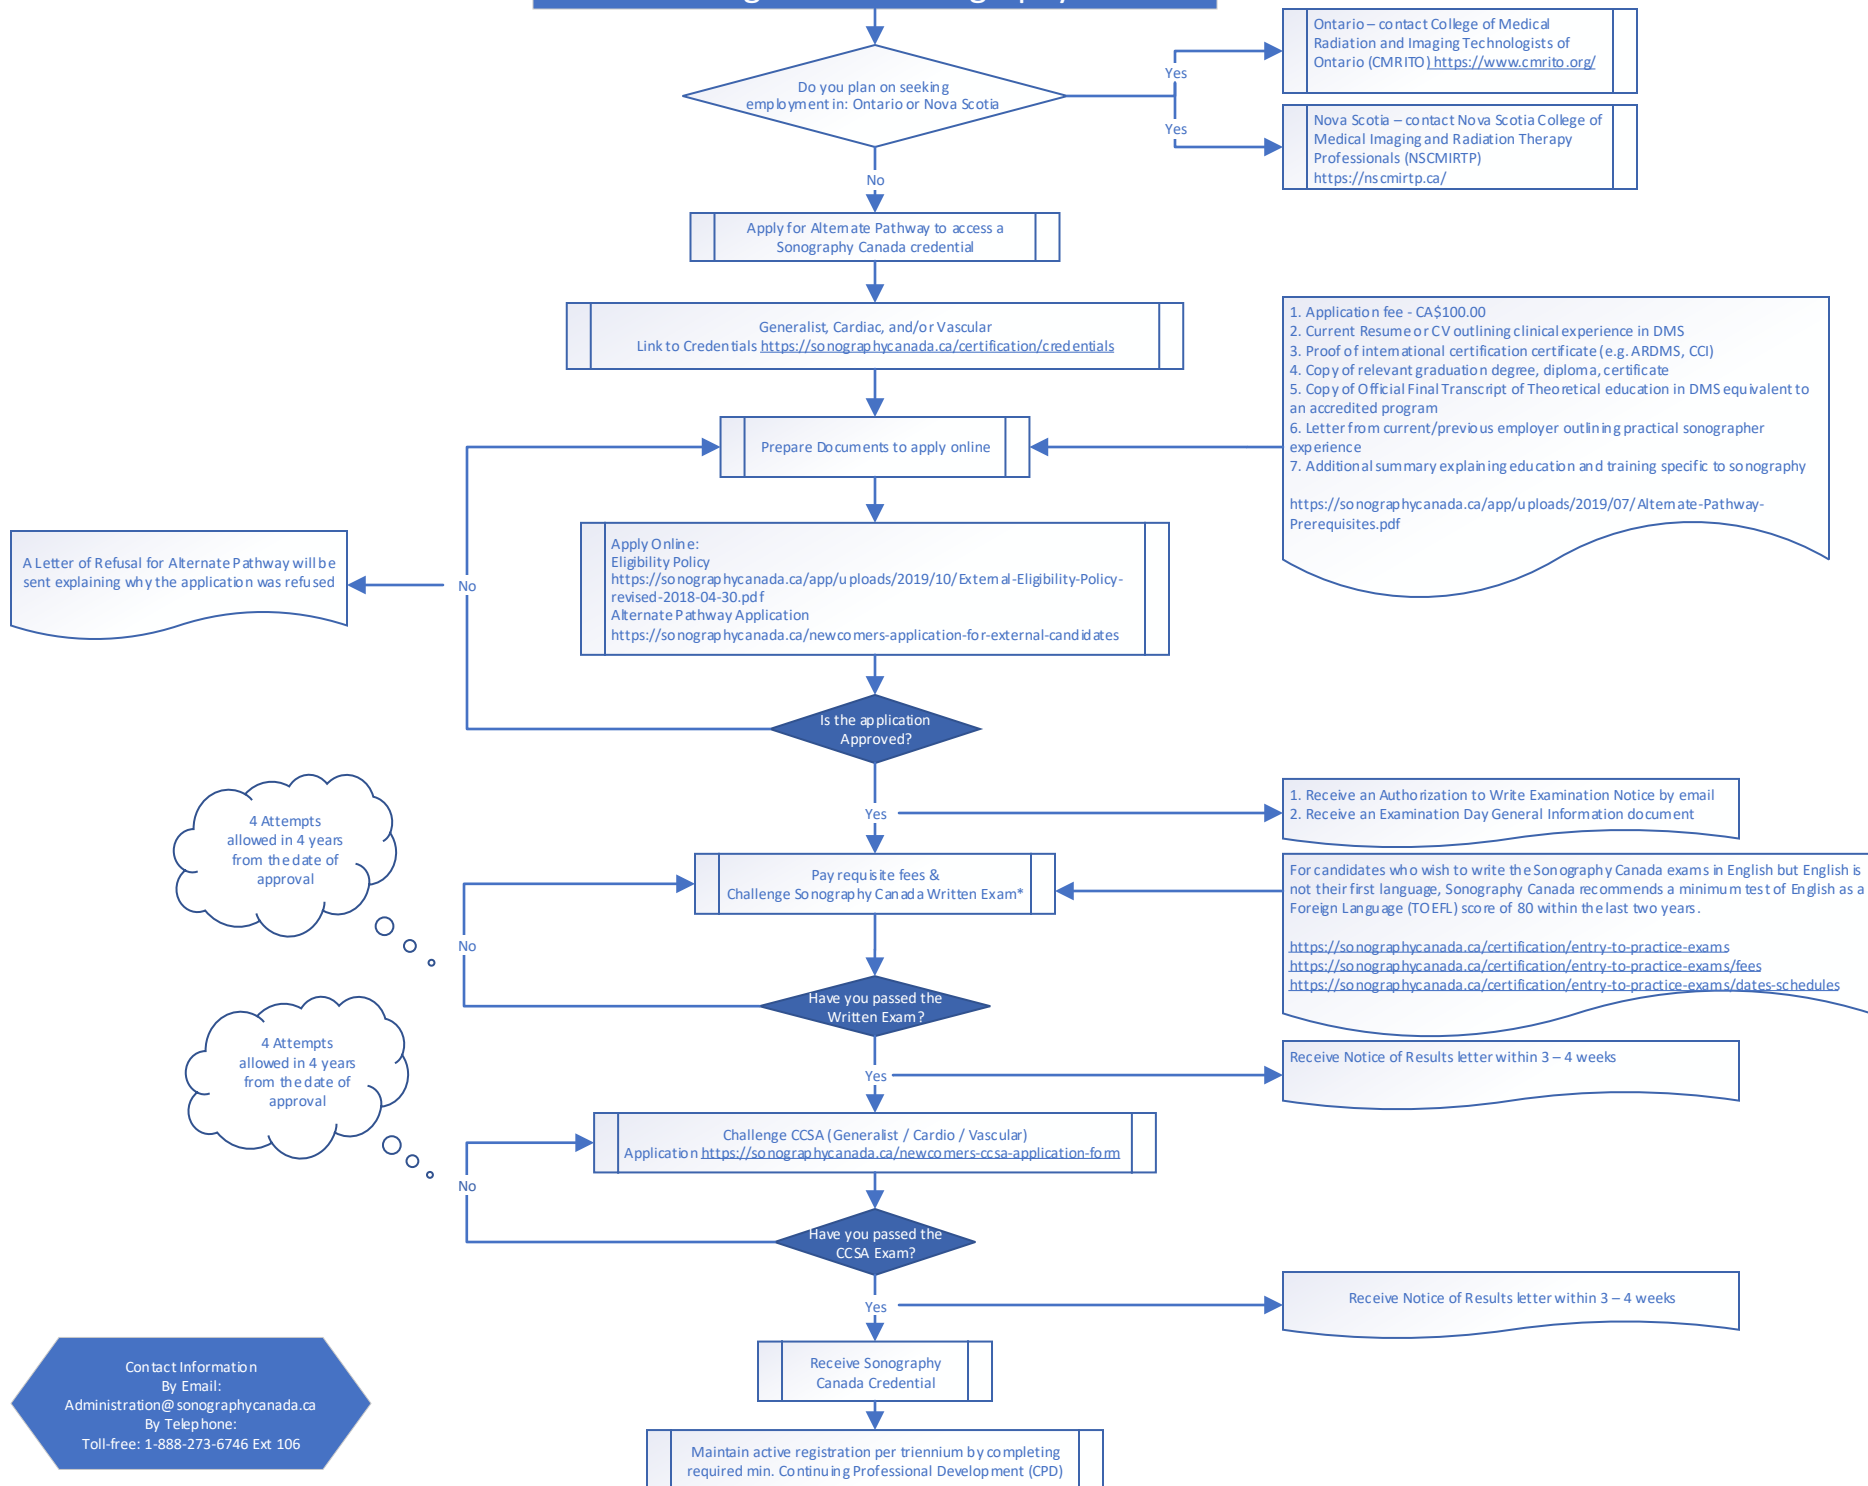 Do you plan on seeking
employment in: Ontario or Nova Scotia
Yes
Yes
No
Ontario – contact College of Medical
Radiation and Imaging Technologists of
Ontario (CMRITO) https://www.cmrito.org/
Nova Scotia – contact Nova Scotia College of
Medical Imaging and Radiation Therapy
Professionals (NSCMIRTP)
https://nscmirtp.ca/
Apply for Alternate Pathway to access a
Sonography Canada credential
Generalist, Cardiac, and/or Vascular
Link to Credentials https://sonographycanada.ca/certification/credentials
1. Application fee - CA$100.00
2. Current Resume or CV outlining clinical experience in DMS
3. Proof of international certification certificate (e.g. ARDMS, CCI)
4. Copy of relevant graduation degree, diploma, certificate
5. Copy of Official Final Transcript of Theoretical education in DMS equivalent to
an accredited program
6. Letter from current/previous employer outlining practical sonographer
experience
7. Additional summary explaining education and training specific to sonography
https://sonographycanada.ca/app/uploads/2019/07/Alternate-Pathway-
Prerequisites.pdf
Prepare Documents to apply online
Apply Online:
Eligibility Policy
https://sonographycanada.ca/app/uploads/2019/10/External-Eligibility-Policy-
revised-2018-04-30.pdf
Alternate Pathway Application
https://sonographycanada.ca/newcomers-application-for-external-candidates
A Letter of Refusal for Alternate Pathway will be
sent explaining why the application was refused
No
Is the application
Approved?
Yes
1. Receive an Authorization to Write Examination Notice by email
2. Receive an Examination Day General Information document
4 Attempts
allowed in 4 years
from the date of
approval
Pay requisite fees &
Challenge Sonography Canada Written Exam*
For candidates who wish to write the Sonography Canada exams in English but English is
not their first language, Sonography Canada recommends a minimum test of English as a
Foreign Language (TOEFL) score of 80 within the last two years.
https://sonographycanada.ca/certification/entry-to-practice-exams
https://sonographycanada.ca/certification/entry-to-practice-exams/fees
https://sonographycanada.ca/certification/entry-to-practice-exams/dates-schedules
No
Have you passed the
Written Exam?
Yes
Receive Notice of Results letter within 3 – 4 weeks
4 Attempts
allowed in 4 years
from the date of
approval
Challenge CCSA (Generalist / Cardio / Vascular)
Application https://sonographycanada.ca/newcomers-ccsa-application-form
No
Have you passed the
CCSA Exam?
Yes
Receive Notice of Results letter within 3 – 4 weeks
Receive Sonography
Canada Credential
Contact Information
By Email:
Administration@sonographycanada.ca
By Telephone:
Toll-free: 1-888-273-6746 Ext 106
Maintain active registration per triennium by completing
required min. Continuing Professional Development (CPD)